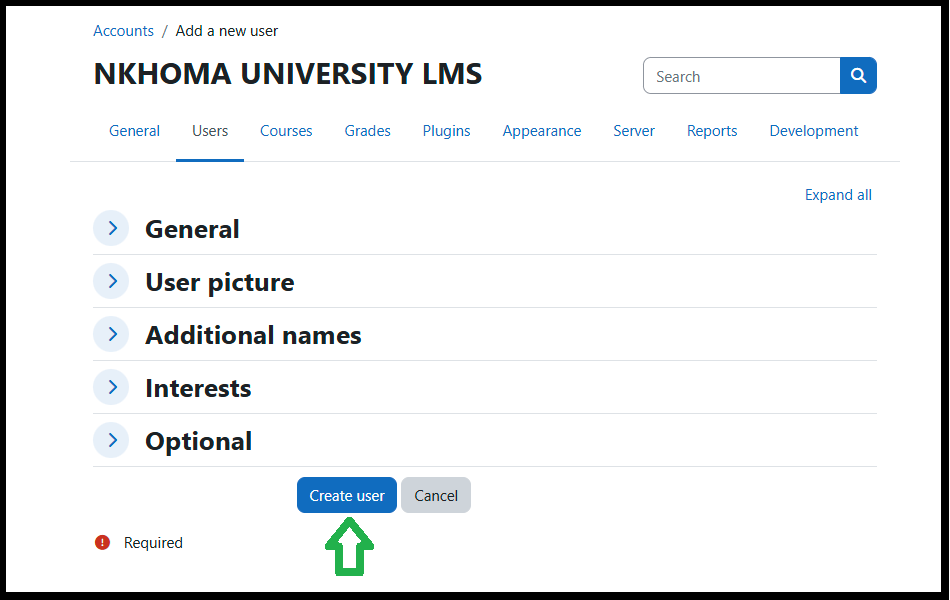 Accounts / Add a new user
NKHOMA UNIVERSITY LMS
Search
General Users Courses Grades Plugins Appearance Server Reports Development
Expand all
General
User picture
Additional names
Interests
Optional
Create user Cancel
Required